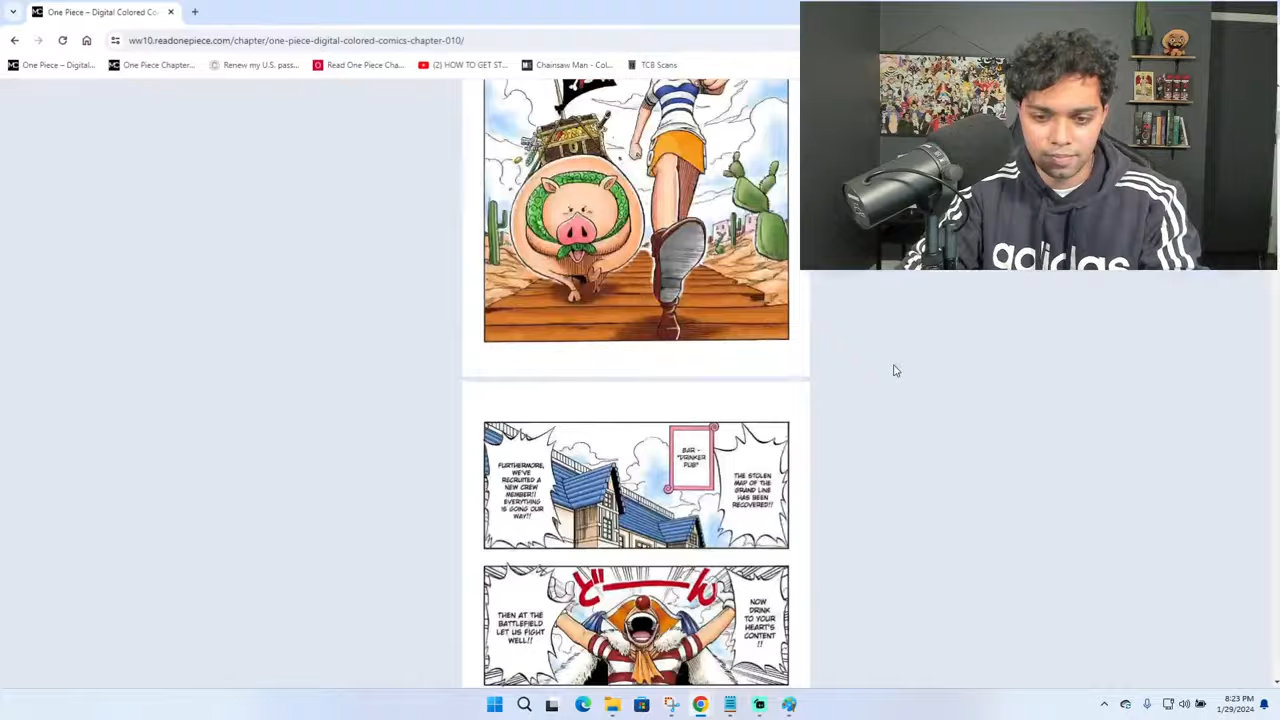 One Piece – Digital Colored Co
ww10.readonepiece.com/chapter/one-piece-digital-colored-comics-chapter-010/
One Piece – Digital...
One Piece Chapter...
Renew my U.S. pass...
Read One Piece Cha...
(2) HOW TO GET ST...
Chainsaw Man - Col...
TCB Scans
adidas
BAR -
"DRINKER
PUB"
THE STOLEN
MAP OF THE
GRAND LINE
HAS BEEN
RECOVERED!!
FURTHERMORE,
WE'VE
RECRUITED A
NEW CREW
MEMBER!!
EVERYTHING
IS GOING OUR
WAY!!
どーん
NOW
DRINK
TO YOUR
HEART'S
CONTENT
!!
THEN AT THE
BATTLEFIELD
LET US FIGHT
WELL!!
8:23 PM
1/29/2024